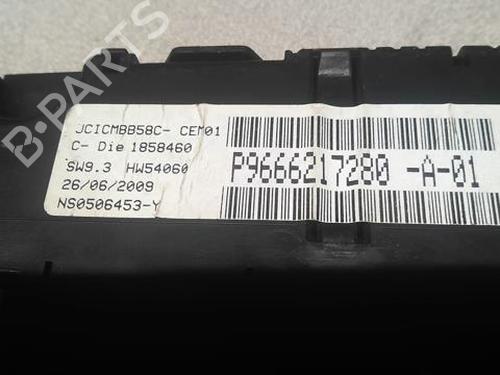 JCICMBB58C- CEM01
C- Die 1858460
SW9.3 HW54060
26/06/2009
NS0506453-Y
P9666217280 -A-01
B-PARTS